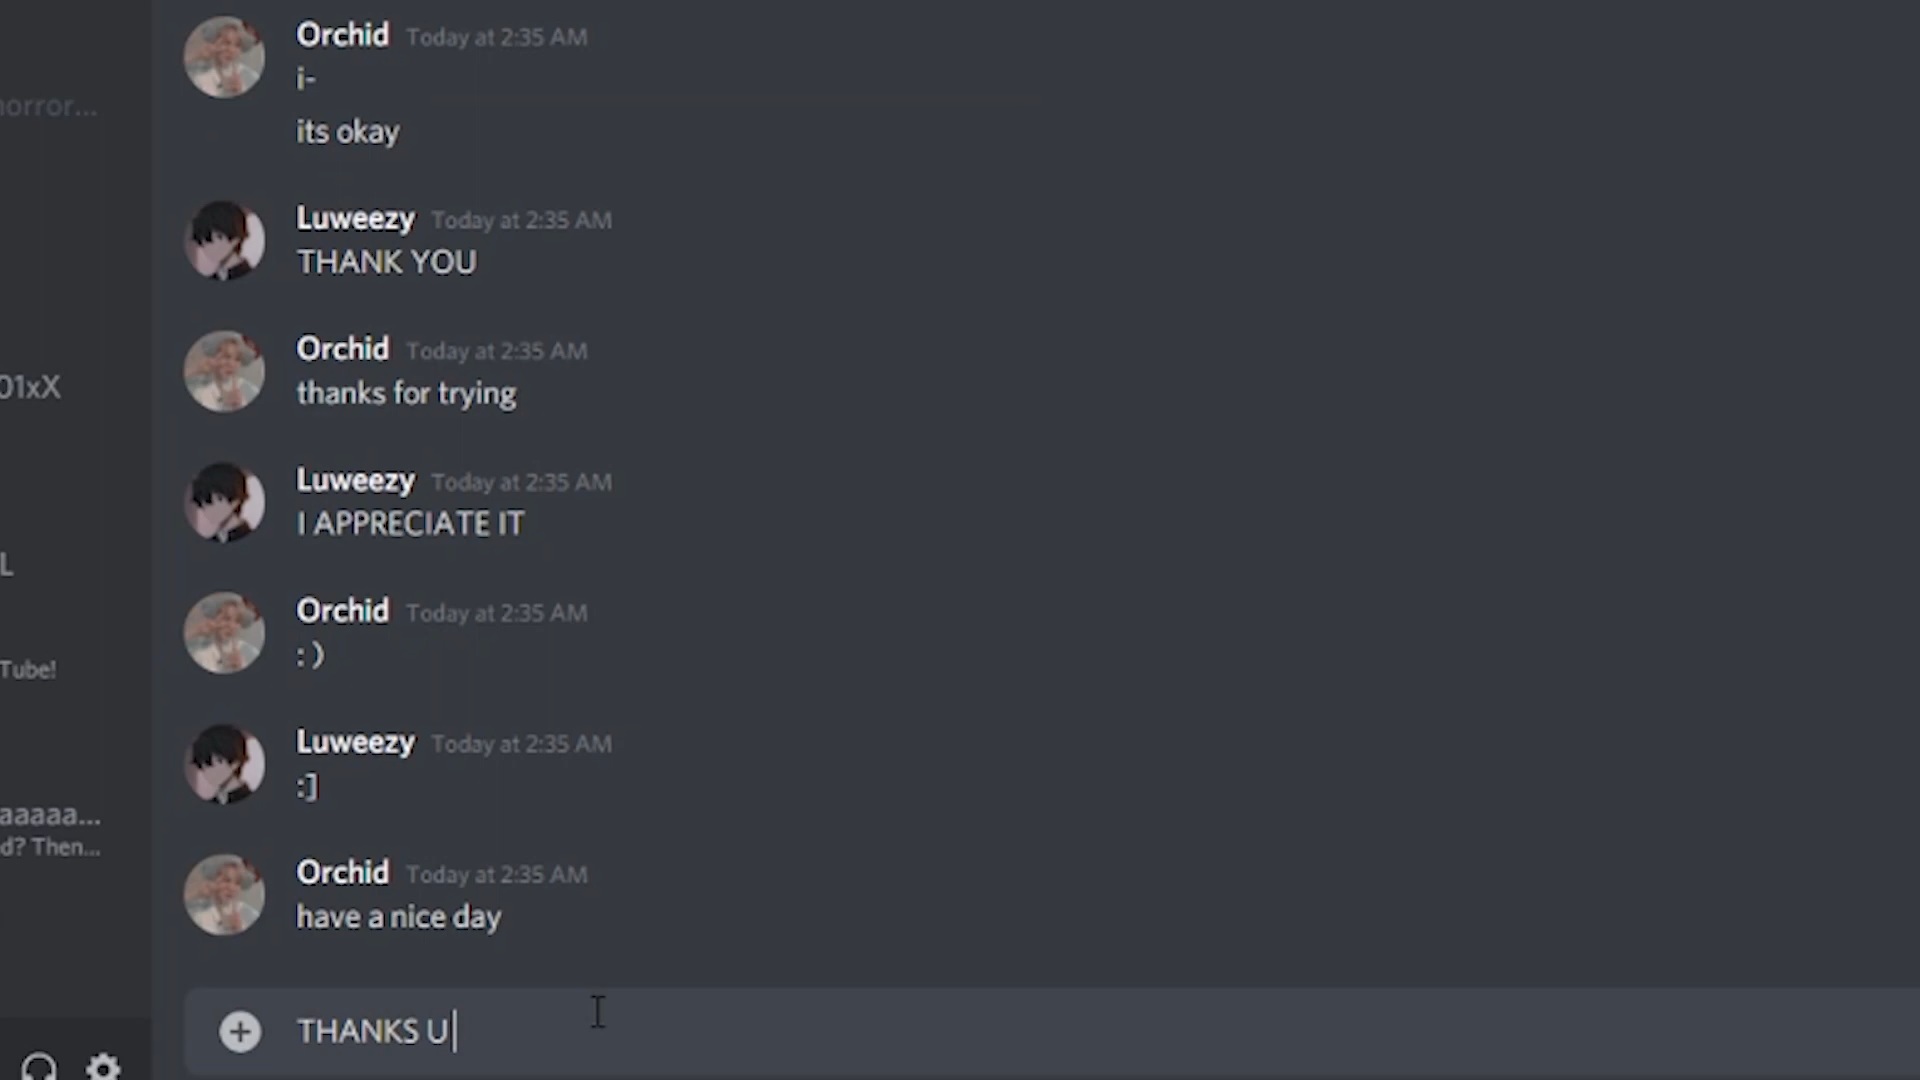 Orchid Today at 2:35 AM
i-
its okay
Luweezy Today at 2:35 AM
THANK YOU
Orchid Today at 2:35 AM
thanks for trying
Luweezy Today at 2:35 AM
I APPRECIATE IT
Orchid Today at 2:35 AM
: )
Luweezy Today at 2:35 AM
:]
Orchid Today at 2:35 AM
have a nice day
THANKS U
horror...
01xX
L
Tube!
aaaaa...
d? Then...